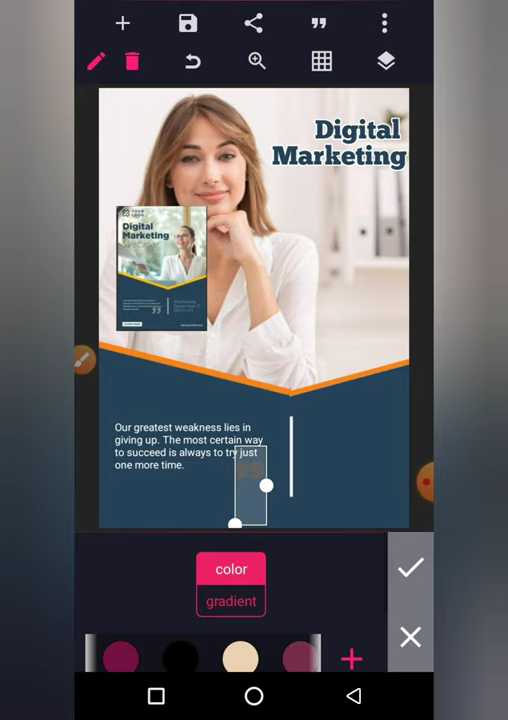 Digital
Marketing
Digital
Marketing
Our greatest weakness lies in
giving up. The most certain way
to succeed is always to try just
one more time.
color
gradient